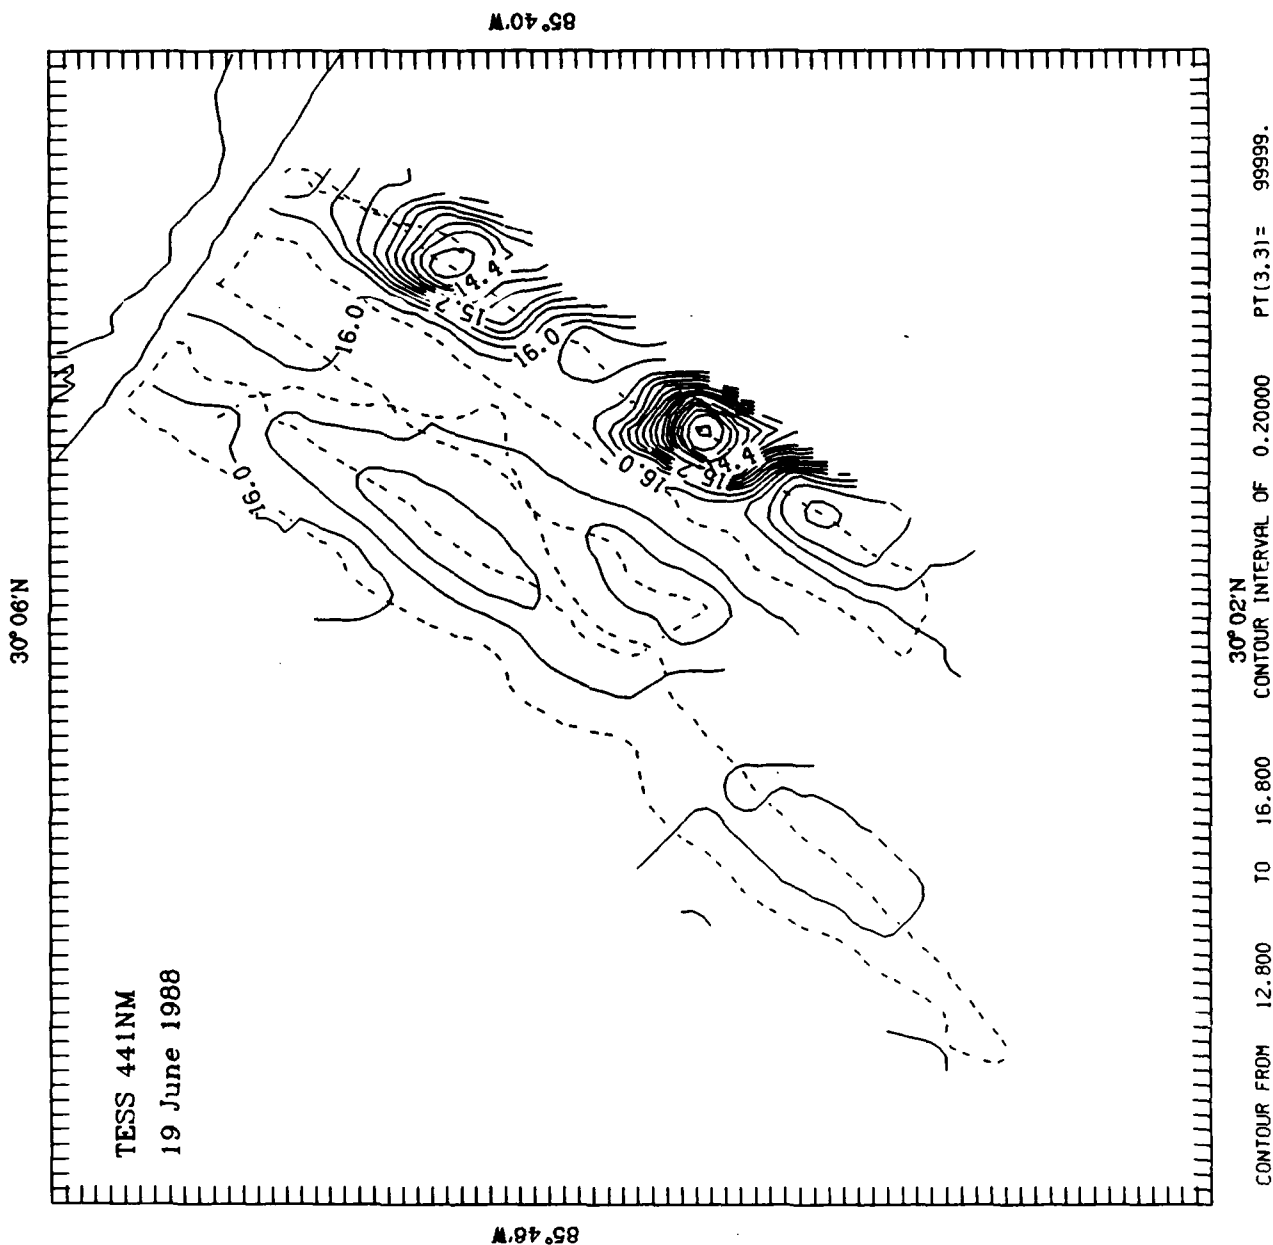 TESS 441NM
19 June 1988
30° 06'N
85°40'W
85°46'W
30° 02'N
16.0
16.0
16.0
16.0
15.2
14.4
15.2
14.4
CONTOUR FROM 12.800 TO 16.800 CONTOUR INTERVAL OF 0.20000 PT(3,3)= 99999.